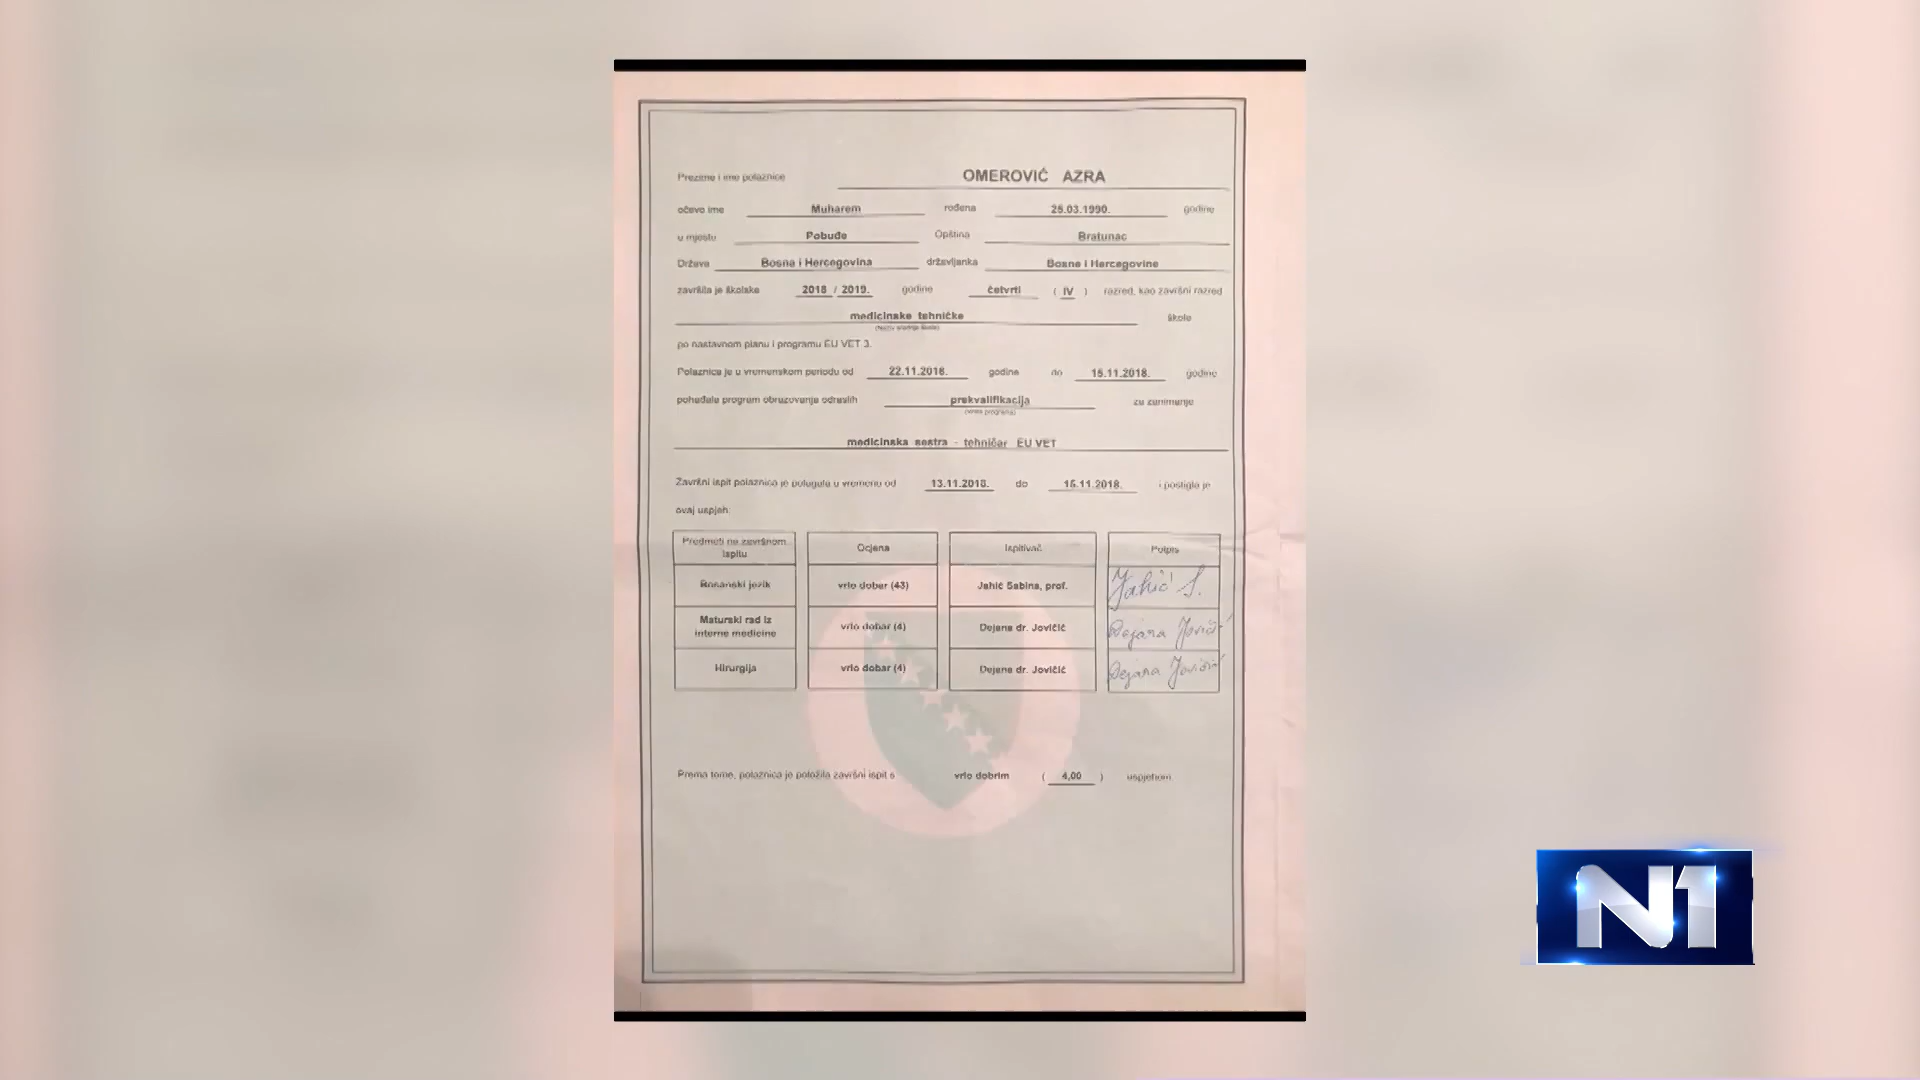 Prezime i ime polaznice OMEROVIĆ AZRA
očevo ime Muharem rođena 25.03.1990. godine
u mjestu Pobuđe Opština Bratunac
Država Bosna i Hercegovina državljanka Bosne i Hercegovine
završila je školske 2018 / 2019. godine četvrti ( IV ) razred, kao završni razred
medicinske tehničke škole
po nastavnom planu i programu EU VET 3.
Polaznica je u vremenskom periodu od 22.11.2018. godine do 15.11.2018. godine
pohađala program obrazovanja odraslih prekvalifikacija za zanimanje
(vrsta programa)
medicinska sestra - tehničar EU VET
Završni ispit polaznica je polagala u vremenu od 13.11.2018. do 15.11.2018. i postigla je
ovaj uspjeh:
Predmeti na završnom ispitu Ocjena Ispitivač Potpis
Bosanski jezik vrlo dobar (43) Jahić Sabina, prof. Jahić S.
Maturski rad iz interne medicine vrlo dobar (4) Dejana dr. Jovičić Dejana Jovičić
Hirurgija vrlo dobar (4) Dejana dr. Jovičić Dejana Jovičić
Prema tome, polaznica je položila završni ispit s vrlo dobrim ( 4,00 ) uspjehom
N1